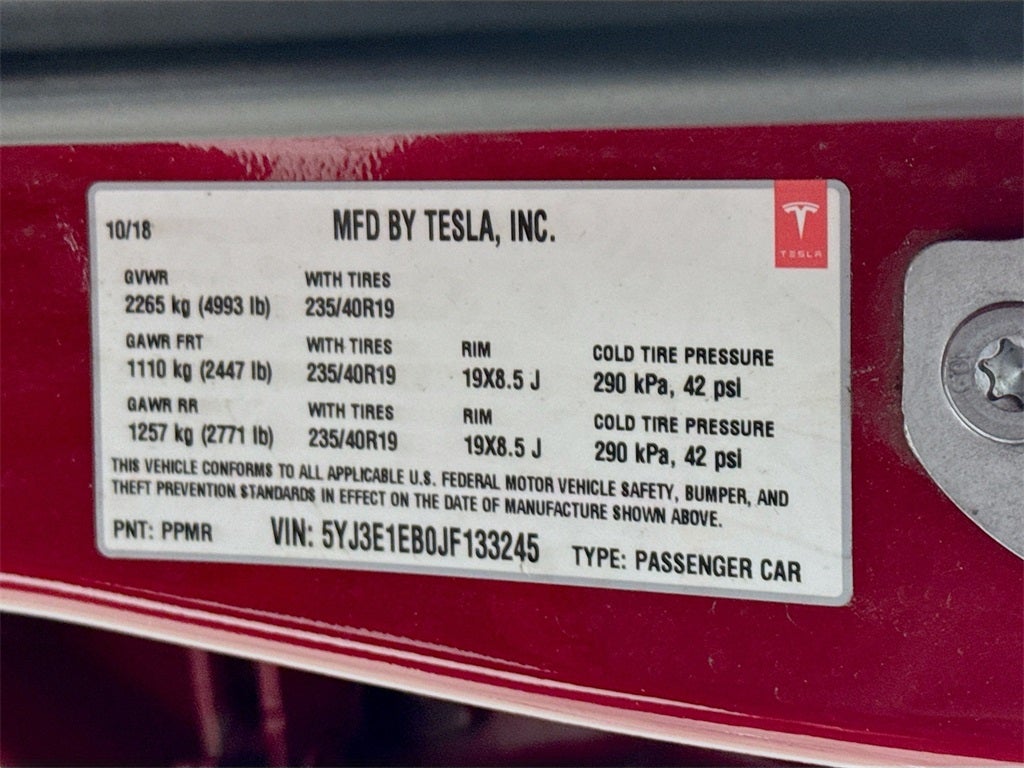 10/18 MFD BY TESLA, INC.
TESLA
GVWR WITH TIRES
2265 kg (4993 lb) 235/40R19
GAWR FRT WITH TIRES RIM COLD TIRE PRESSURE
1110 kg (2447 lb) 235/40R19 19X8.5 J 290 kPa, 42 psI
GAWR RR WITH TIRES RIM COLD TIRE PRESSURE
1257 kg (2771 lb) 235/40R19 19X8.5 J 290 kPa, 42 psI
THIS VEHICLE CONFORMS TO ALL APPLICABLE U.S. FEDERAL MOTOR VEHICLE SAFETY, BUMPER, AND
THEFT PREVENTION STANDARDS IN EFFECT ON THE DATE OF MANUFACTURE SHOWN ABOVE.
PNT: PPMR VIN: 5YJ3E1EB0JF133245 TYPE: PASSENGER CAR